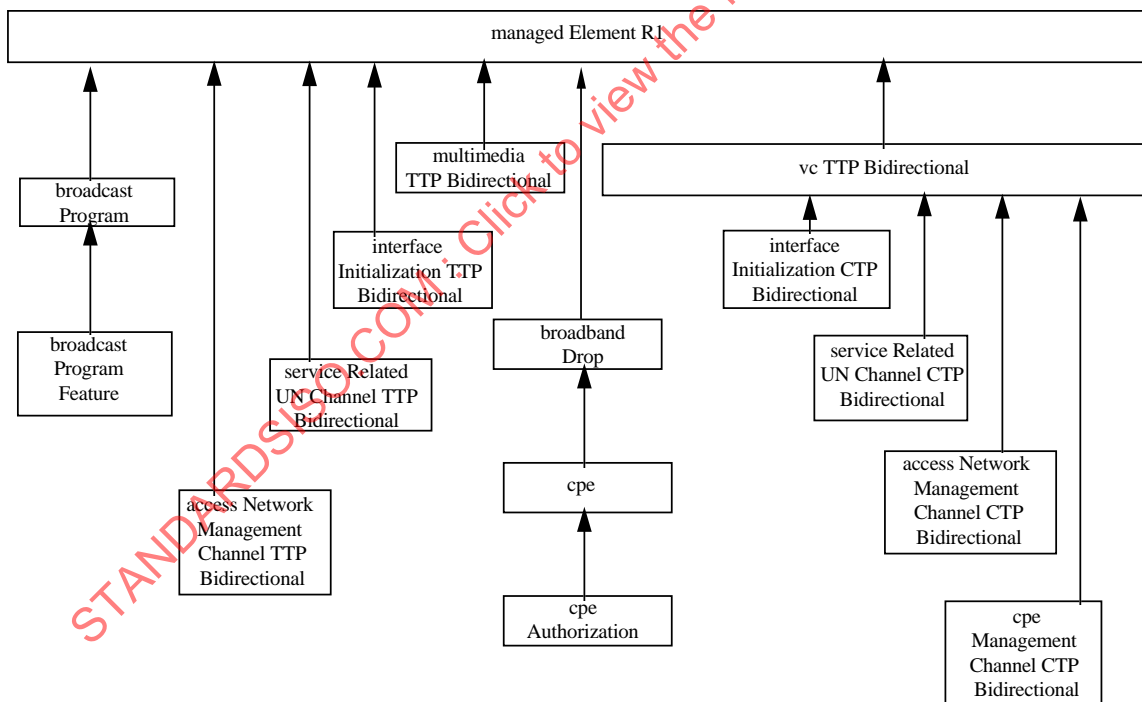 managed Element R1
multimedia
TTP Bidirectional
vc TTP Bidirectional
broadcast
Program
interface
Initialization TTP
Bidirectional
interface
Initialization CTP
Bidirectional
broadcast
Program
Feature
service Related
UN Channel TTP
Bidirectional
broadband
Drop
service Related
UN Channel CTP
Bidirectional
access Network
Management
Channel TTP
Bidirectional
cpe
access Network
Management
Channel CTP
Bidirectional
cpe
Authorization
cpe
Management
Channel CTP
Bidirectional
STANDARDSISO.COM : Click to view the